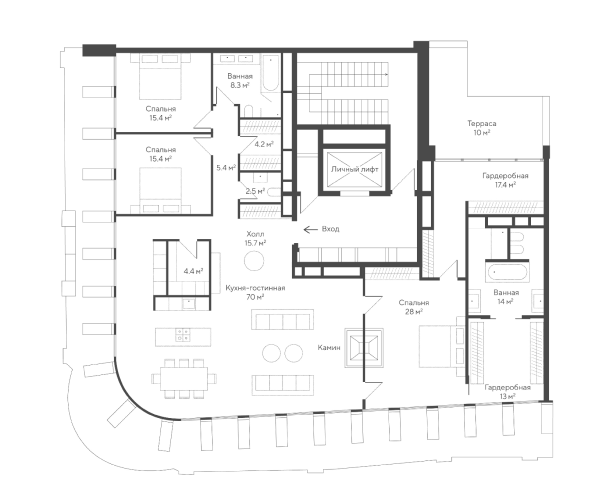 Ванная
8.3 м²
Спальня
15.4 м²
4.2 м²
Спальня
15.4 м²
5.4 м²
2.5 м²
Личный лифт
Терраса
10 м²
Гардеробная
17.4 м²
Холл
15.7 м²
Вход
4.4 м²
Кухня-гостинная
70 м²
Спальня
28 м²
Ванная
14 м²
Камин
Гардеробная
13 м²